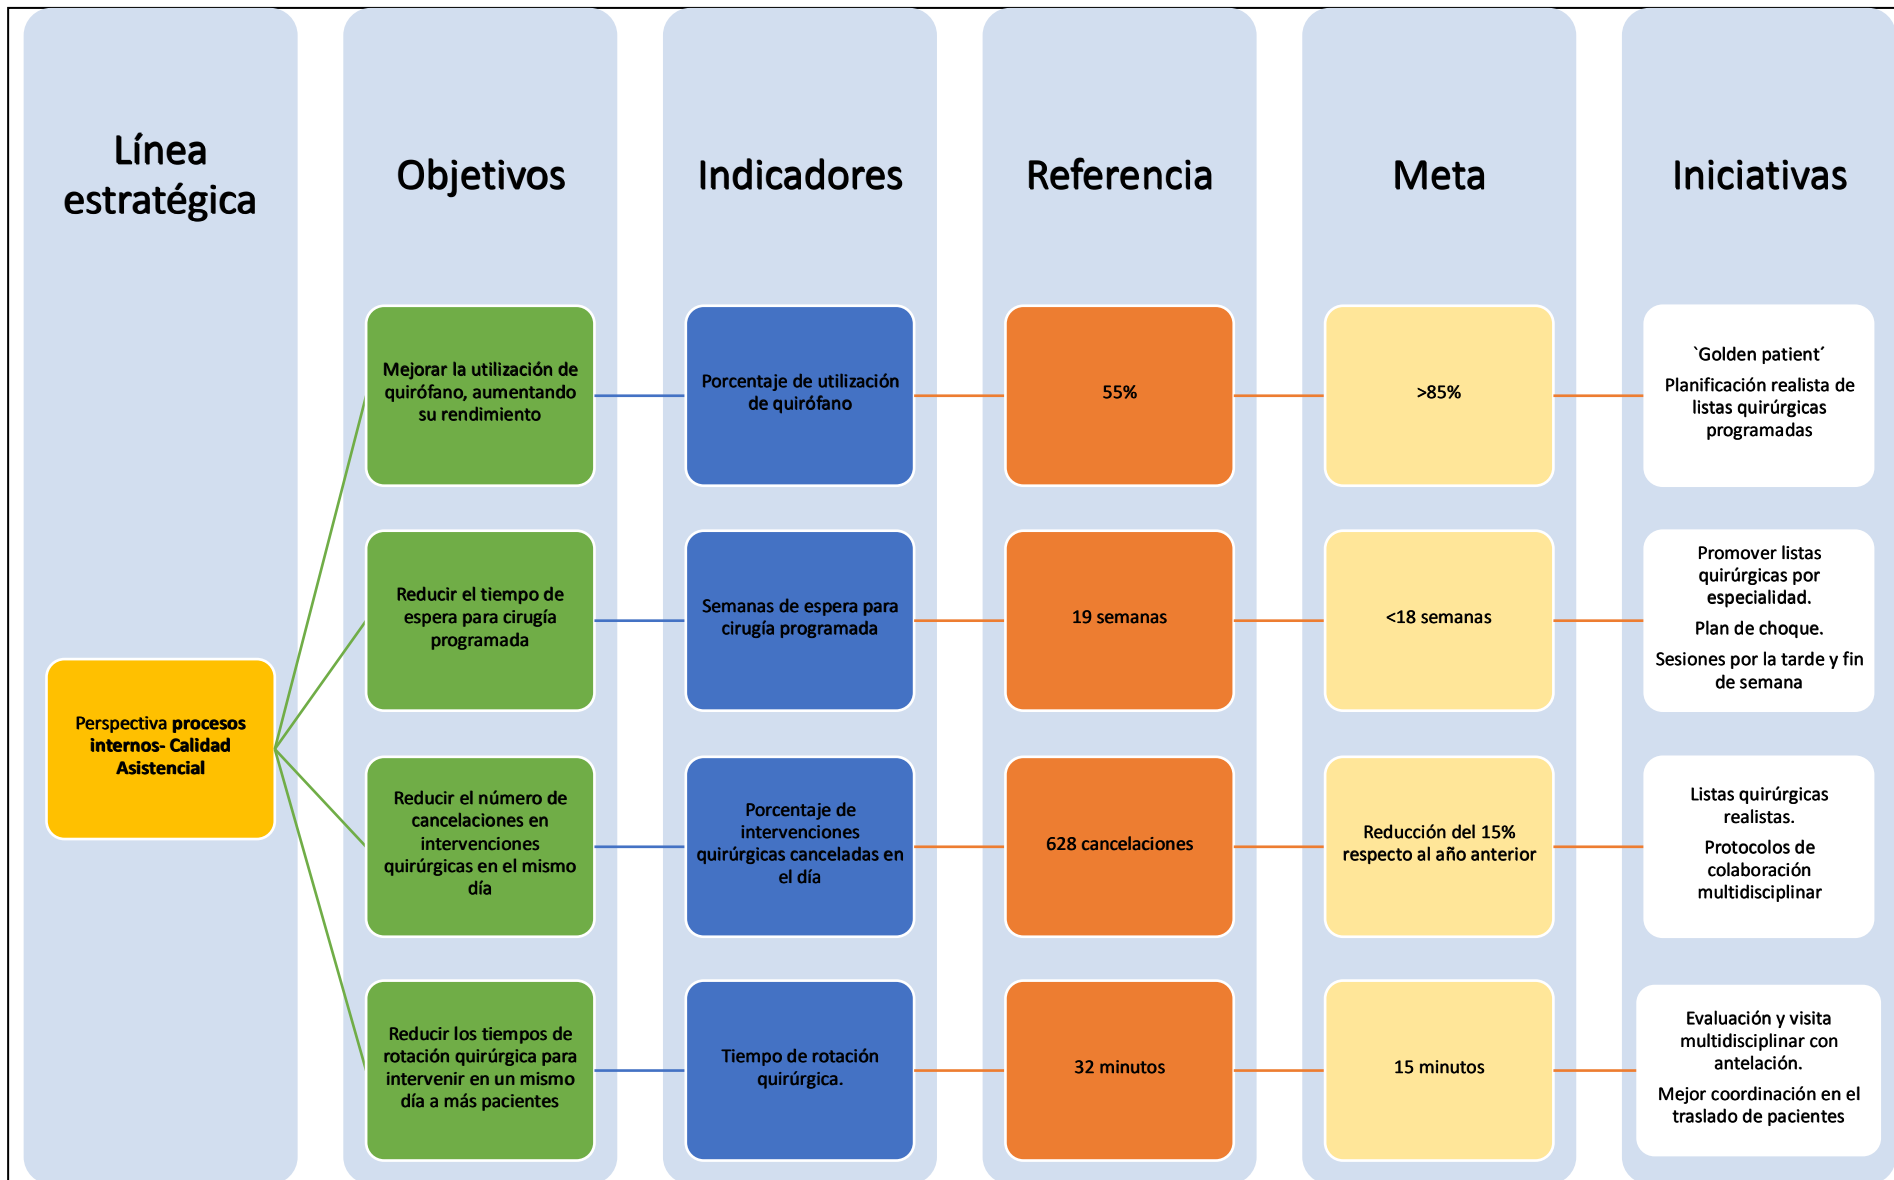 Línea
estratégica
Objetivos
Indicadores
Referencia
Meta
Iniciativas
Perspectiva procesos
internos- Calidad
Asistencial
Mejorar la utilización de
quirófano, aumentando
su rendimiento
Porcentaje de utilización
de quirófano
55%
>85%
`Golden patient´
Planificación realista de
listas quirúrgicas
programadas
Reducir el tiempo de
espera para cirugía
programada
Semanas de espera para
cirugía programada
19 semanas
<18 semanas
Promover listas
quirúrgicas por
especialidad.
Plan de choque.
Sesiones por la tarde y fin
de semana
Reducir el número de
cancelaciones en
intervenciones
quirúrgicas en el mismo
día
Porcentaje de
intervenciones
quirúrgicas canceladas en
el día
628 cancelaciones
Reducción del 15%
respecto al año anterior
Listas quirúrgicas
realistas.
Protocolos de
colaboración
multidisciplinar
Reducir los tiempos de
rotación quirúrgica para
intervenir en un mismo
día a más pacientes
Tiempo de rotación
quirúrgica.
32 minutos
15 minutos
Evaluación y visita
multidisciplinar con
antelación.
Mejor coordinación en el
traslado de pacientes